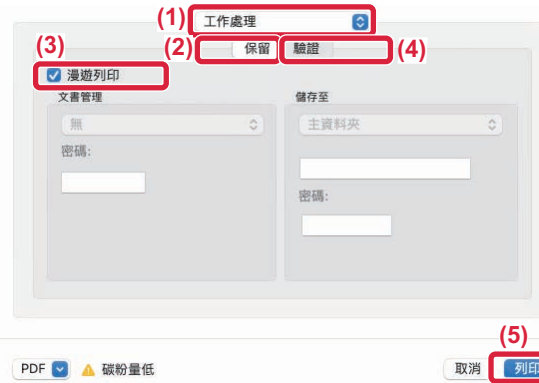 (1) 工作處理
(2) 保留 驗證 (4)
(3)
漫遊列印
文書管理 儲存至
無 主資料夾
密碼:
密碼:
(5)
PDF 碳粉量低 取消 列印